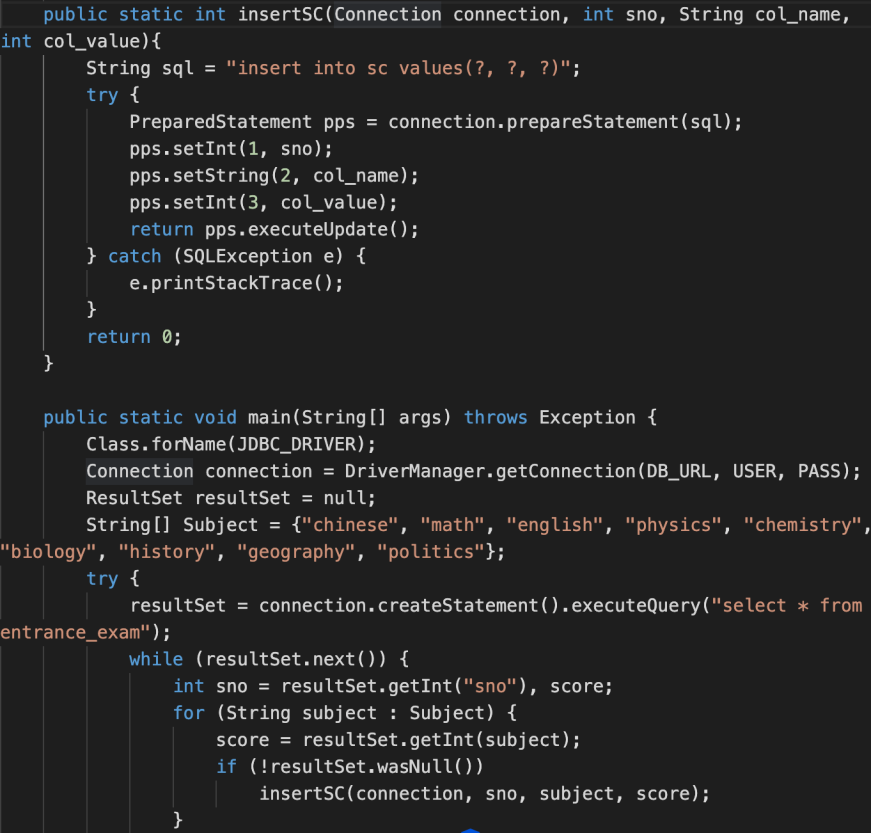 public static int insertSC(Connection connection, int sno, String col_name,
int col_value){
        String sql = "insert into sc values(?, ?, ?)";
        try {
            PreparedStatement pps = connection.prepareStatement(sql);
            pps.setInt(1, sno);
            pps.setString(2, col_name);
            pps.setInt(3, col_value);
            return pps.executeUpdate();
        } catch (SQLException e) {
            e.printStackTrace();
        }
        return 0;
    }
    public static void main(String[] args) throws Exception {
        Class.forName(JDBC_DRIVER);
        Connection connection = DriverManager.getConnection(DB_URL, USER, PASS);
        ResultSet resultSet = null;
        String[] Subject = {"chinese", "math", "english", "physics", "chemistry",
"biology", "history", "geography", "politics"};
        try {
            resultSet = connection.createStatement().executeQuery("select * from
entrance_exam");
            while (resultSet.next()) {
                int sno = resultSet.getInt("sno"), score;
                for (String subject : Subject) {
                    score = resultSet.getInt(subject);
                    if (!resultSet.wasNull())
                        insertSC(connection, sno, subject, score);
                }